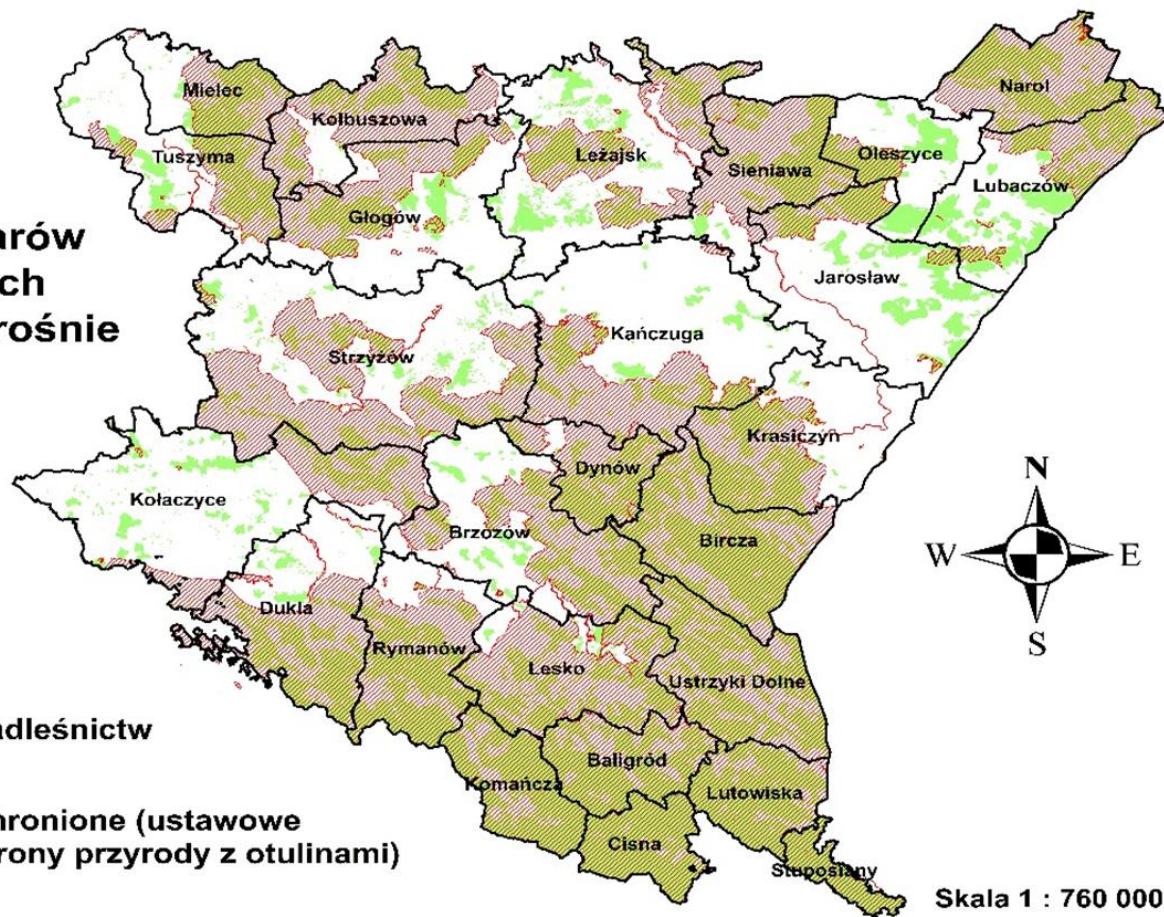 Mielec
Narol
Kolbuszowa
Tuszyma
Leżajsk
Oleszyce
Sieniawa
Lubaczów
Głogów
arów
ch
rośnie
Jarosław
Kańczuga
Strzyżów
Krasiczyn
Dynów
Kołaczyce
Brzozów
Bircza
N
W
E
S
Dukla
Rymanów
Lesko
Ustrzyki Dolne
adleśnictw
Baligród
Komańcza
Lutowiska
hronione (ustawowe
rony przyrody z otulinami)
Cisna
Stuposiany
Skala 1 : 760 000